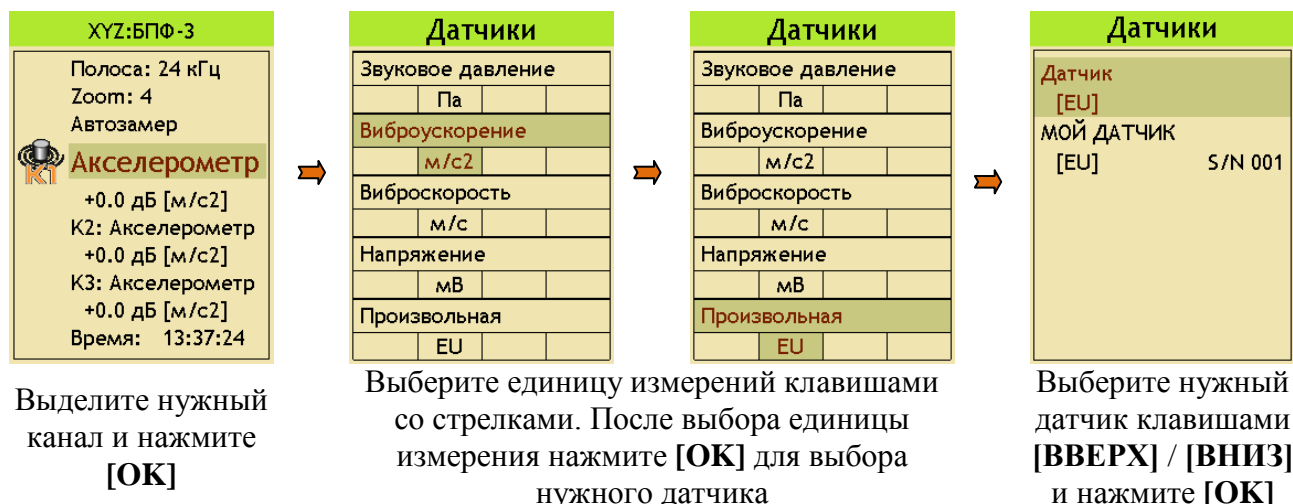 XYZ:БПФ-3
Полоса: 24 кГц
Zoom: 4
Автозамер
К1
Акселерометр
+0.0 дБ [м/с2]
К2: Акселерометр
+0.0 дБ [м/с2]
К3: Акселерометр
+0.0 дБ [м/с2]
Время: 13:37:24
Выделите нужный
канал и нажмите
[OK]
Датчики
Звуковое давление
Па
Виброускорение
м/с2
Виброскорость
м/с
Напряжение
мВ
Произвольная
EU
Датчики
Звуковое давление
Па
Виброускорение
м/с2
Виброскорость
м/с
Напряжение
мВ
Произвольная
EU
Выберите единицу измерений клавишами
со стрелками. После выбора единицы
измерения нажмите [OK] для выбора
нужного датчика
Датчики
Датчик
[EU]
МОЙ ДАТЧИК
[EU] S/N 001
Выберите нужный
датчик клавишами
[ВВЕРХ] / [ВНИЗ]
и нажмите [OK]